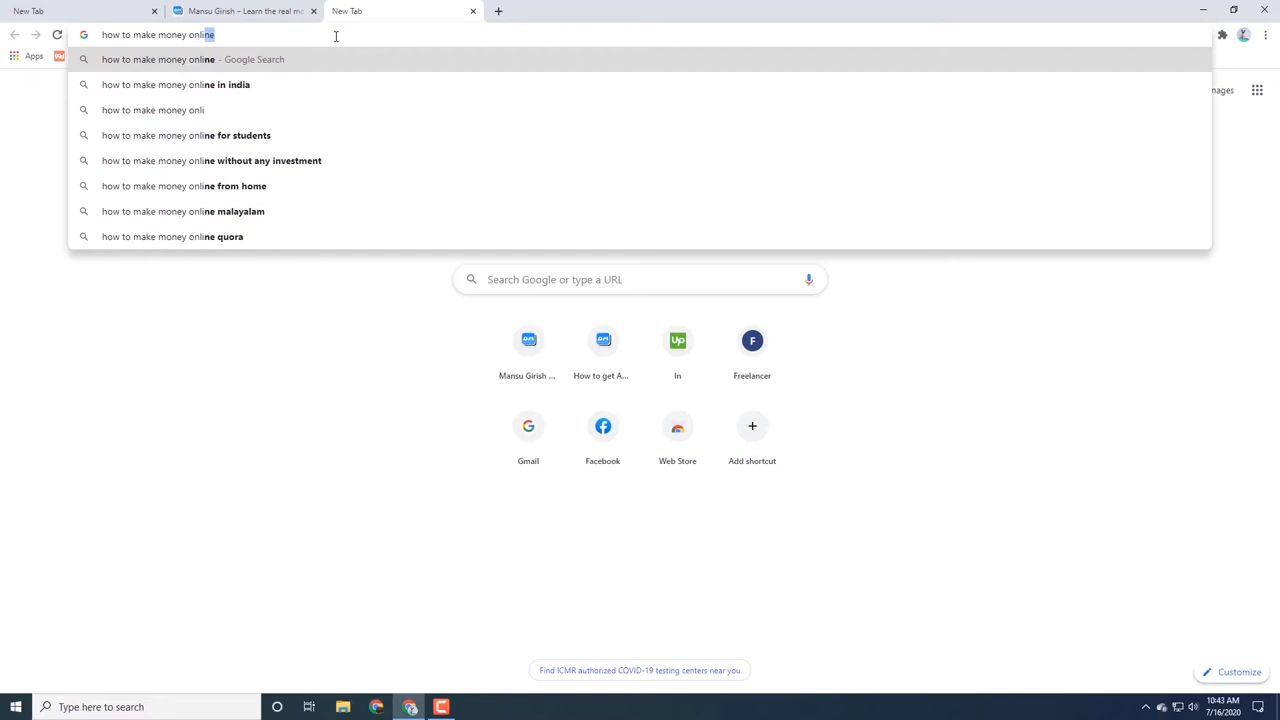 New Tab
Mansu Girish – Learn the real mo
New Tab
how to make money online
Apps
how to make money online - Google Search
how to make money online in india
how to make money onli
how to make money online for students
how to make money online without any investment
how to make money online from home
how to make money online malayalam
how to make money online quora
Search Google or type a URL
Mansu Girish ...
How to get A...
In
Freelancer
Gmail
Facebook
Web Store
Add shortcut
Find ICMR authorized COVID-19 testing centers near you
Customize
Type here to search
10:43 AM
7/16/2020